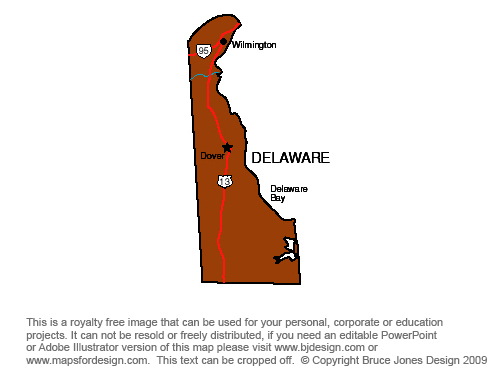 95
Wilmington
Dover
DELAWARE
13
Delaware
Bay
This is a royalty free image that can be used for your personal, corporate or education
projects. It can not be resold or freely distributed, if you need an editable PowerPoint
or Adobe Illustrator version of this map please visit www.bjdesign.com or
www.mapsfordesign.com. This text can be cropped off. © Copyright Bruce Jones Design 2009